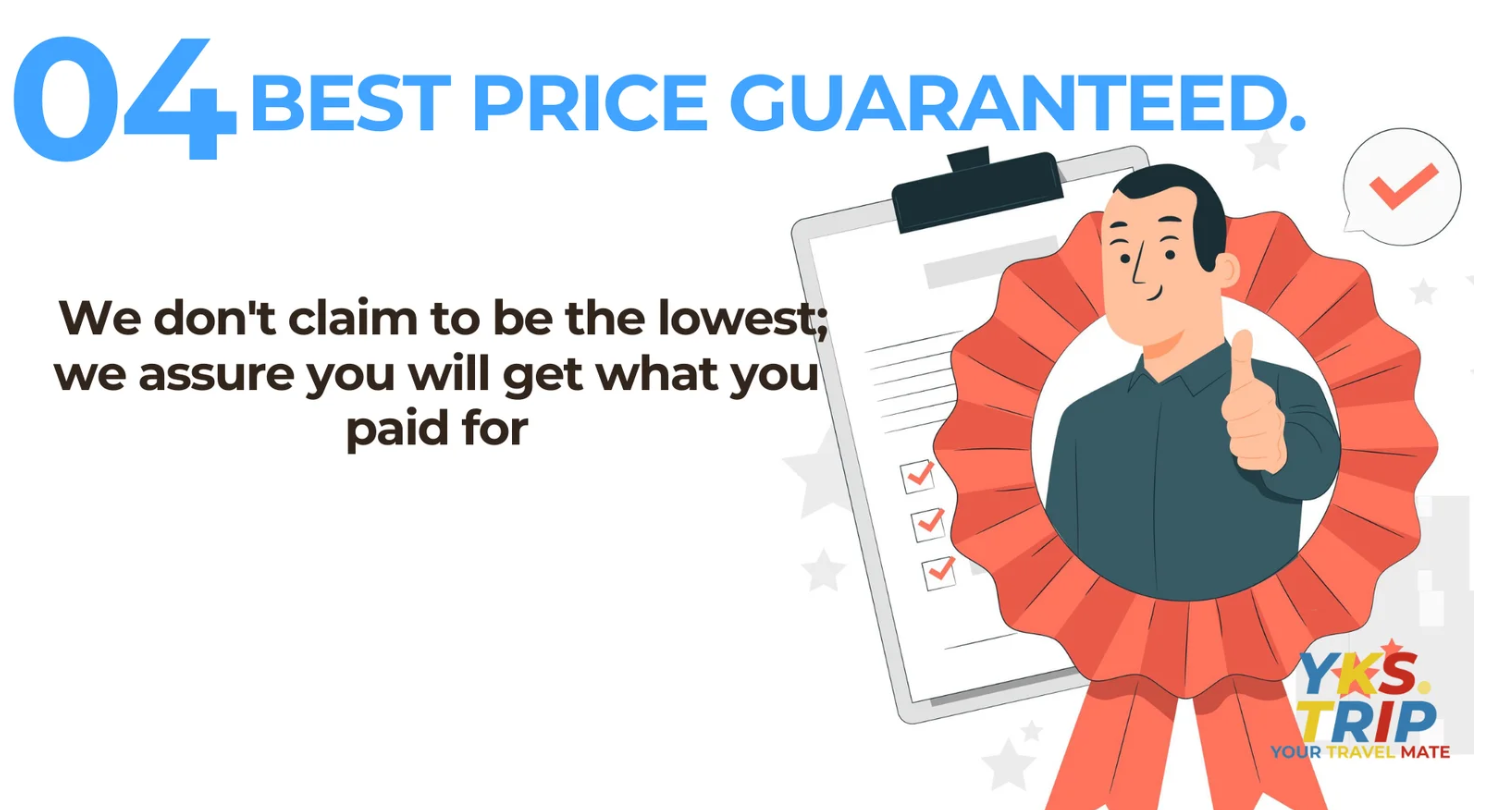 04 BEST PRICE GUARANTEED.
We don't claim to be the lowest;
we assure you will get what you
paid for
YKS.
TRIP
YOUR TRAVEL MATE